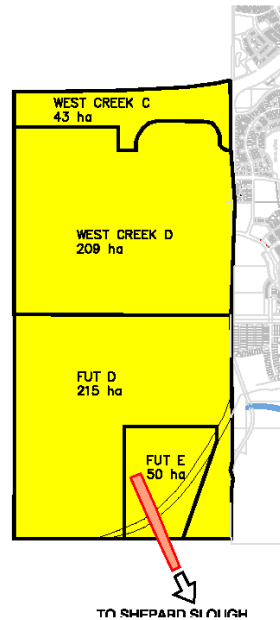 WEST CREEK C
43 ha
WEST CREEK D
209 ha
FUT D
215 ha
FUT E
50 ha
TO SHEPARD SLOUGH